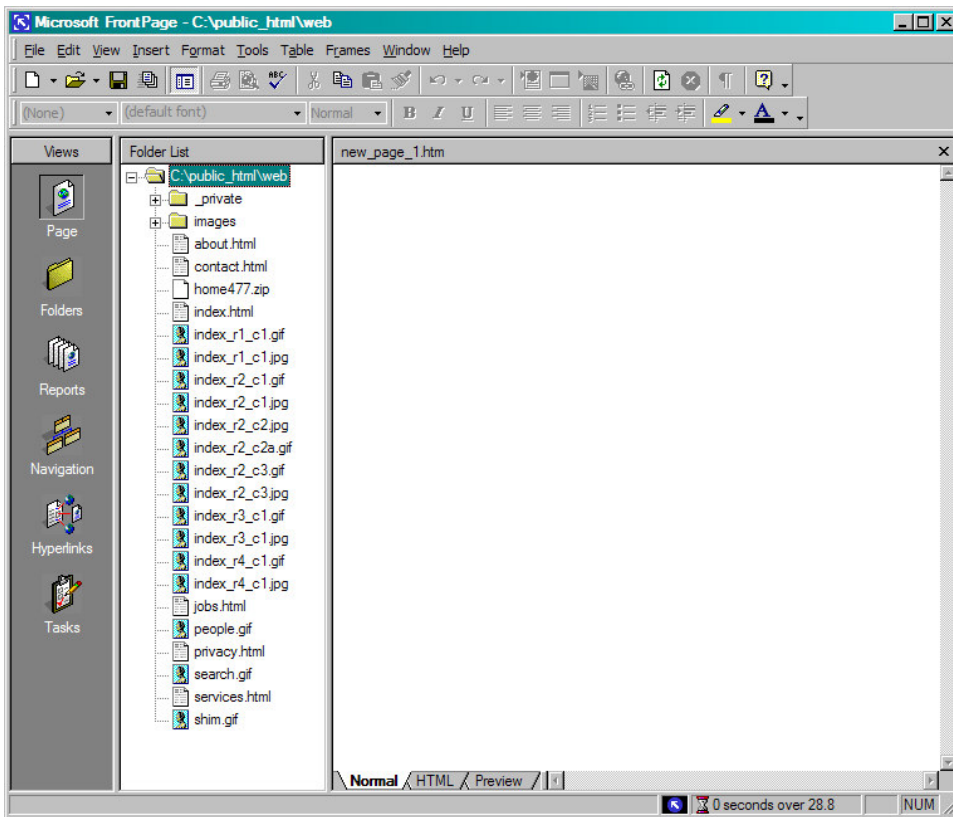 Microsoft FrontPage - C:\public_html\web
File Edit View Insert Format Tools Table Frames Window Help
(None) (default font) Normal B I U A
Views Folder List new_page_1.htm
C:\public_html\web
_private
Page
images
about.html
contact.html
home477.zip
Folders
index.html
index_r1_c1.gif
index_r1_c1.jpg
index_r2_c1.gif
Reports
index_r2_c1.jpg
index_r2_c2.jpg
index_r2_c2a.gif
Navigation
index_r2_c3.gif
index_r2_c3.jpg
index_r3_c1.gif
index_r3_c1.jpg
Hyperlinks
index_r4_c1.gif
index_r4_c1.jpg
jobs.html
Tasks
people.gif
privacy.html
search.gif
services.html
shim.gif
Normal HTML Preview
0 seconds over 28.8 NUM